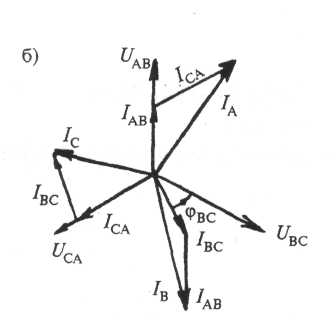 б)
U_AB
I_CA
I_AB
I_A
I_C
I_BC
I_CA
U_CA
φ_BC
I_BC
U_BC
I_B
I_AB